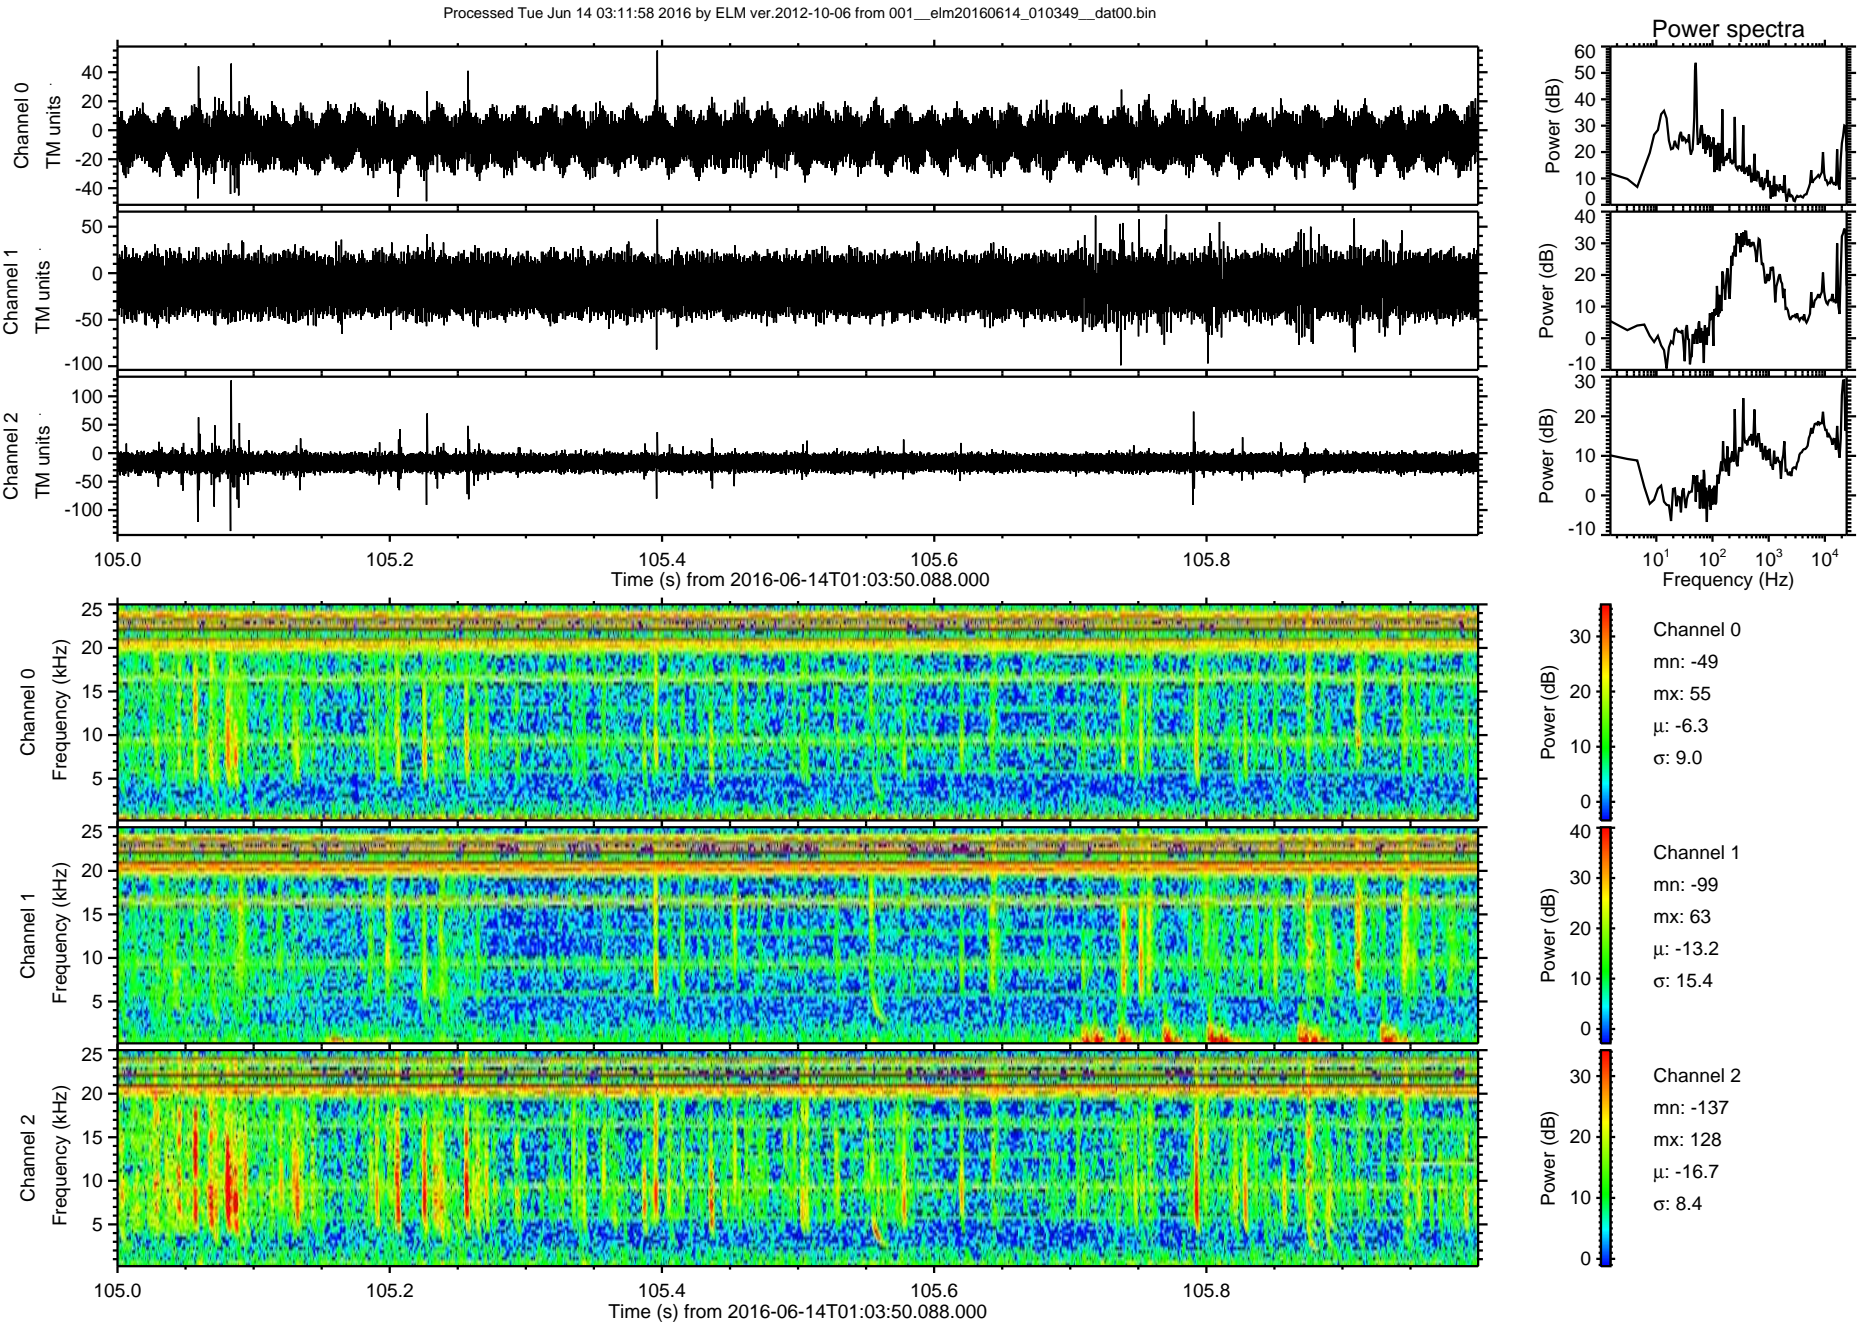 Processed Tue Jun 14 03:11:58 2016 by ELM ver.2012-10-06 from 001__elm20160614_010349__dat00.bin
Power spectra
Channel 0
TM units
40
20
0
-20
-40
Power (dB)
60
50
40
30
20
10
0
Channel 1
TM units
50
0
-50
-100
Power (dB)
40
30
20
10
0
-10
Channel 2
TM units
100
50
0
-50
-100
Power (dB)
30
20
10
0
-10
105.0 105.2 105.4 105.6 105.8
Time (s) from 2016-06-14T01:03:50.088.000
10^1 10^2 10^3 10^4
Frequency (Hz)
Channel 0
Frequency (kHz)
25
20
15
10
5
Power (dB)
30
20
10
0
Channel 0
mn: -49
mx: 55
μ: -6.3
σ: 9.0
Channel 1
Frequency (kHz)
25
20
15
10
5
Power (dB)
40
30
20
10
0
Channel 1
mn: -99
mx: 63
μ: -13.2
σ: 15.4
Channel 2
Frequency (kHz)
25
20
15
10
5
Power (dB)
30
20
10
0
Channel 2
mn: -137
mx: 128
μ: -16.7
σ: 8.4
105.0 105.2 105.4 105.6 105.8
Time (s) from 2016-06-14T01:03:50.088.000